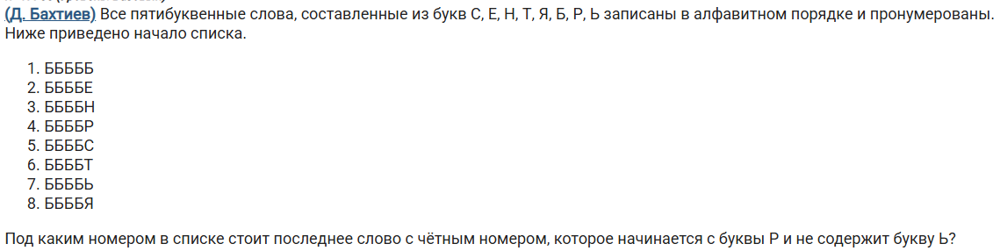 (Д. Бахтиев) Все пятибуквенные слова, составленные из букв С, Е, Н, Т, Я, Б, Р, Ь записаны в алфавитном порядке и пронумерованы.
Ниже приведено начало списка.
1. БББББ
2. ББББЕ
3. ББББН
4. ББББР
5. ББББС
6. ББББТ
7. ББББЬ
8. ББББЯ
Под каким номером в списке стоит последнее слово с чётным номером, которое начинается с буквы Р и не содержит букву Ь?